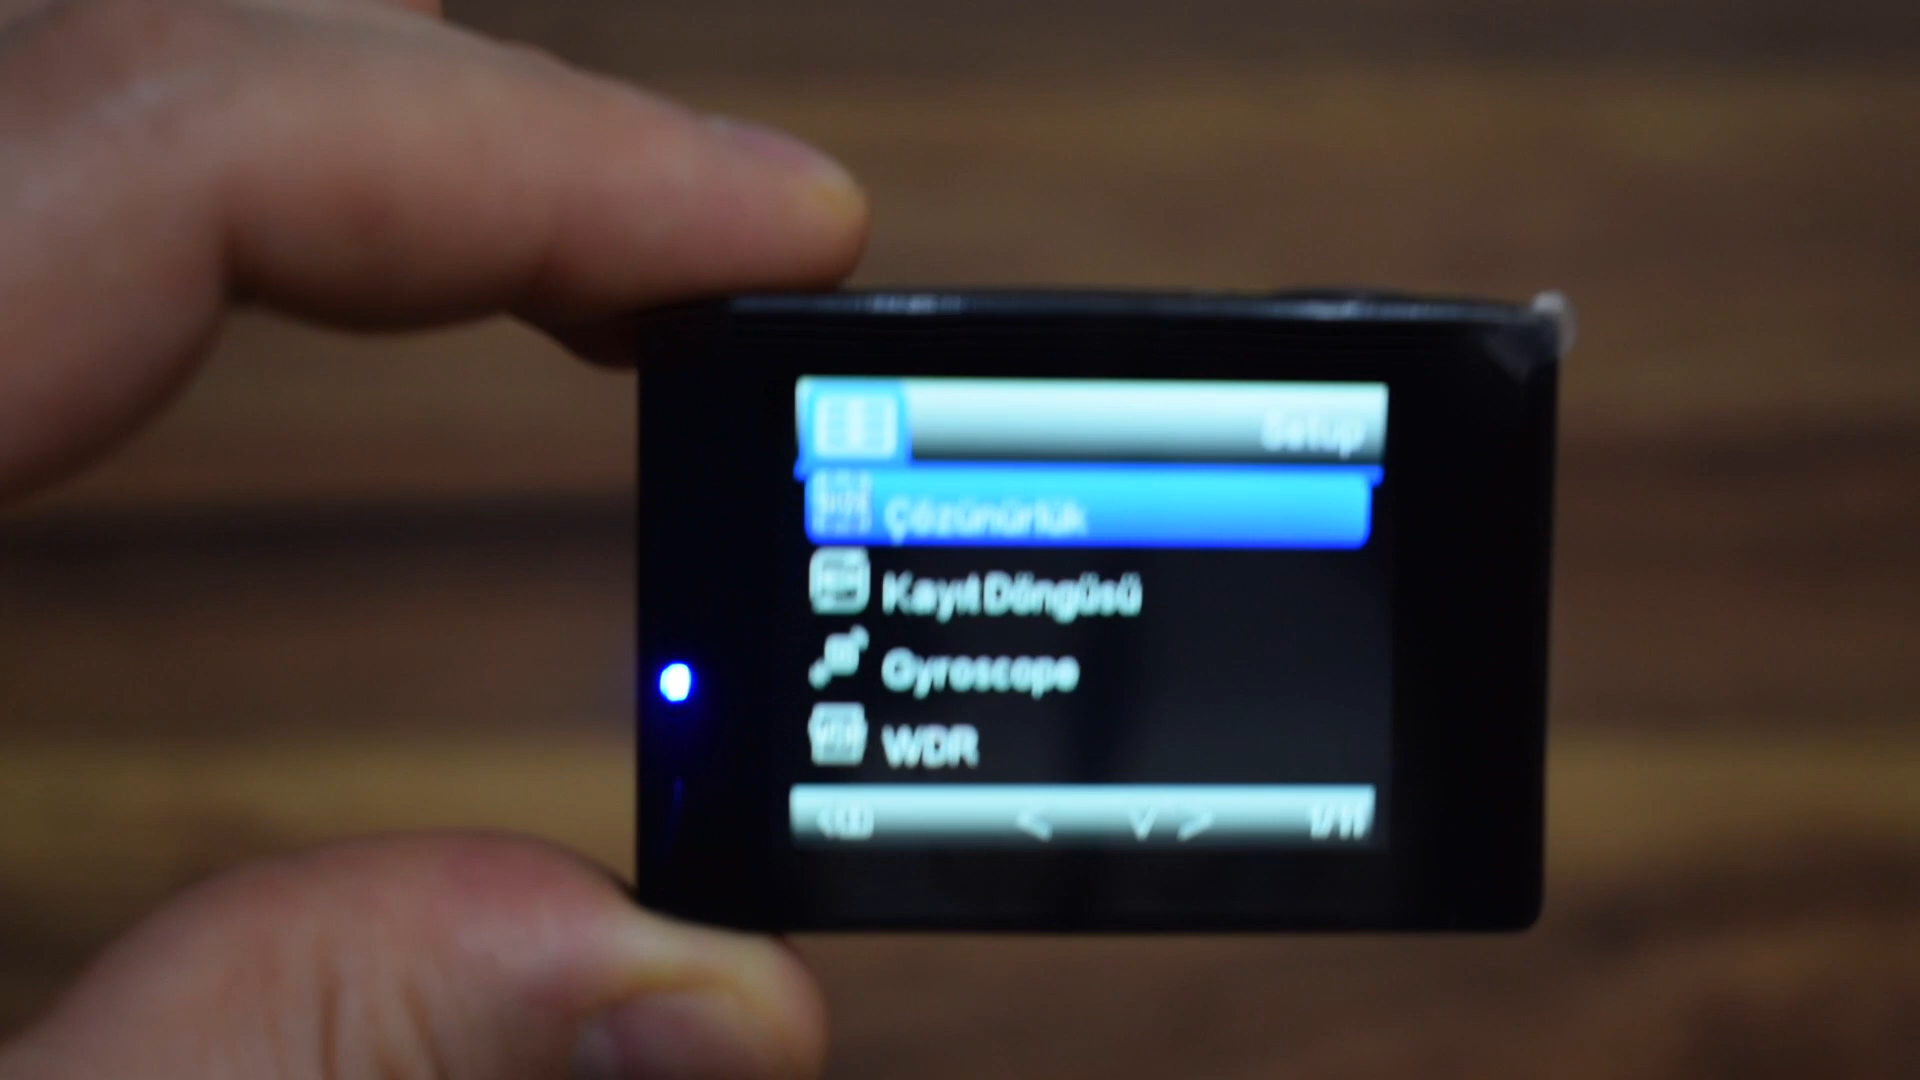 Setup
Çözünürlük
Kayıt Döngüsü
Gyroscope
WDR
1/11